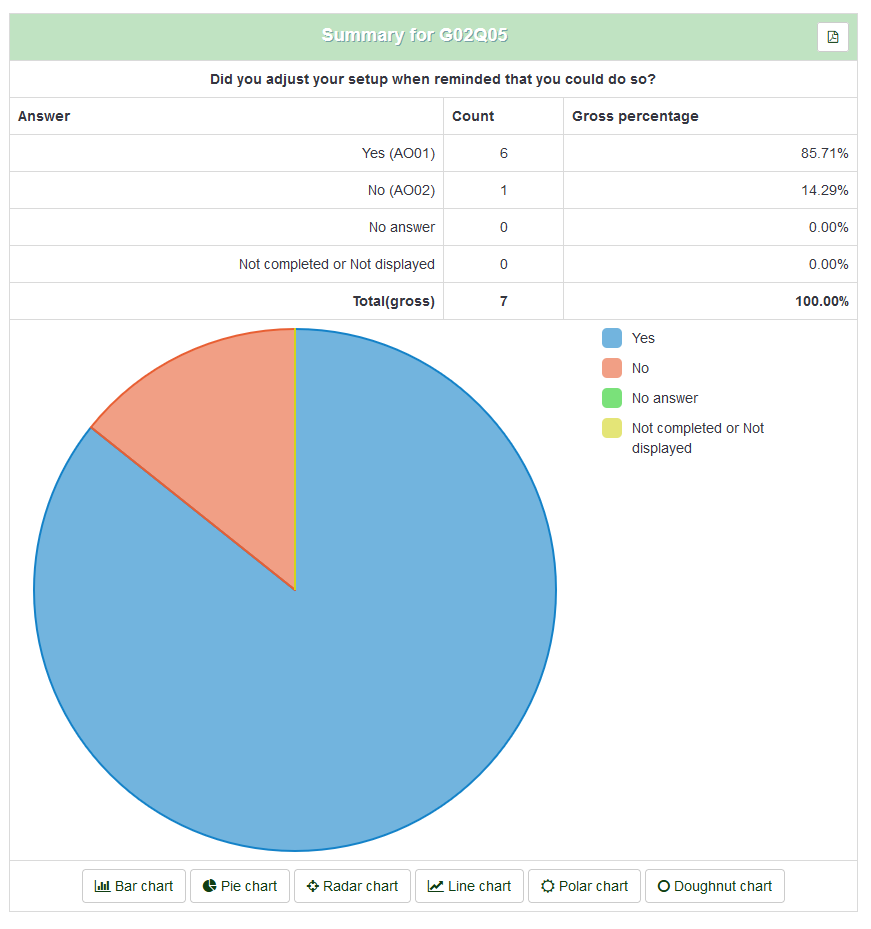 Summary for G02Q05
Did you adjust your setup when reminded that you could do so?
Answer Count Gross percentage
Yes (AO01) 6 85.71%
No (AO02) 1 14.29%
No answer 0 0.00%
Not completed or Not displayed 0 0.00%
Total(gross) 7 100.00%
Yes
No
No answer
Not completed or Not
displayed
Bar chart Pie chart Radar chart Line chart Polar chart Doughnut chart